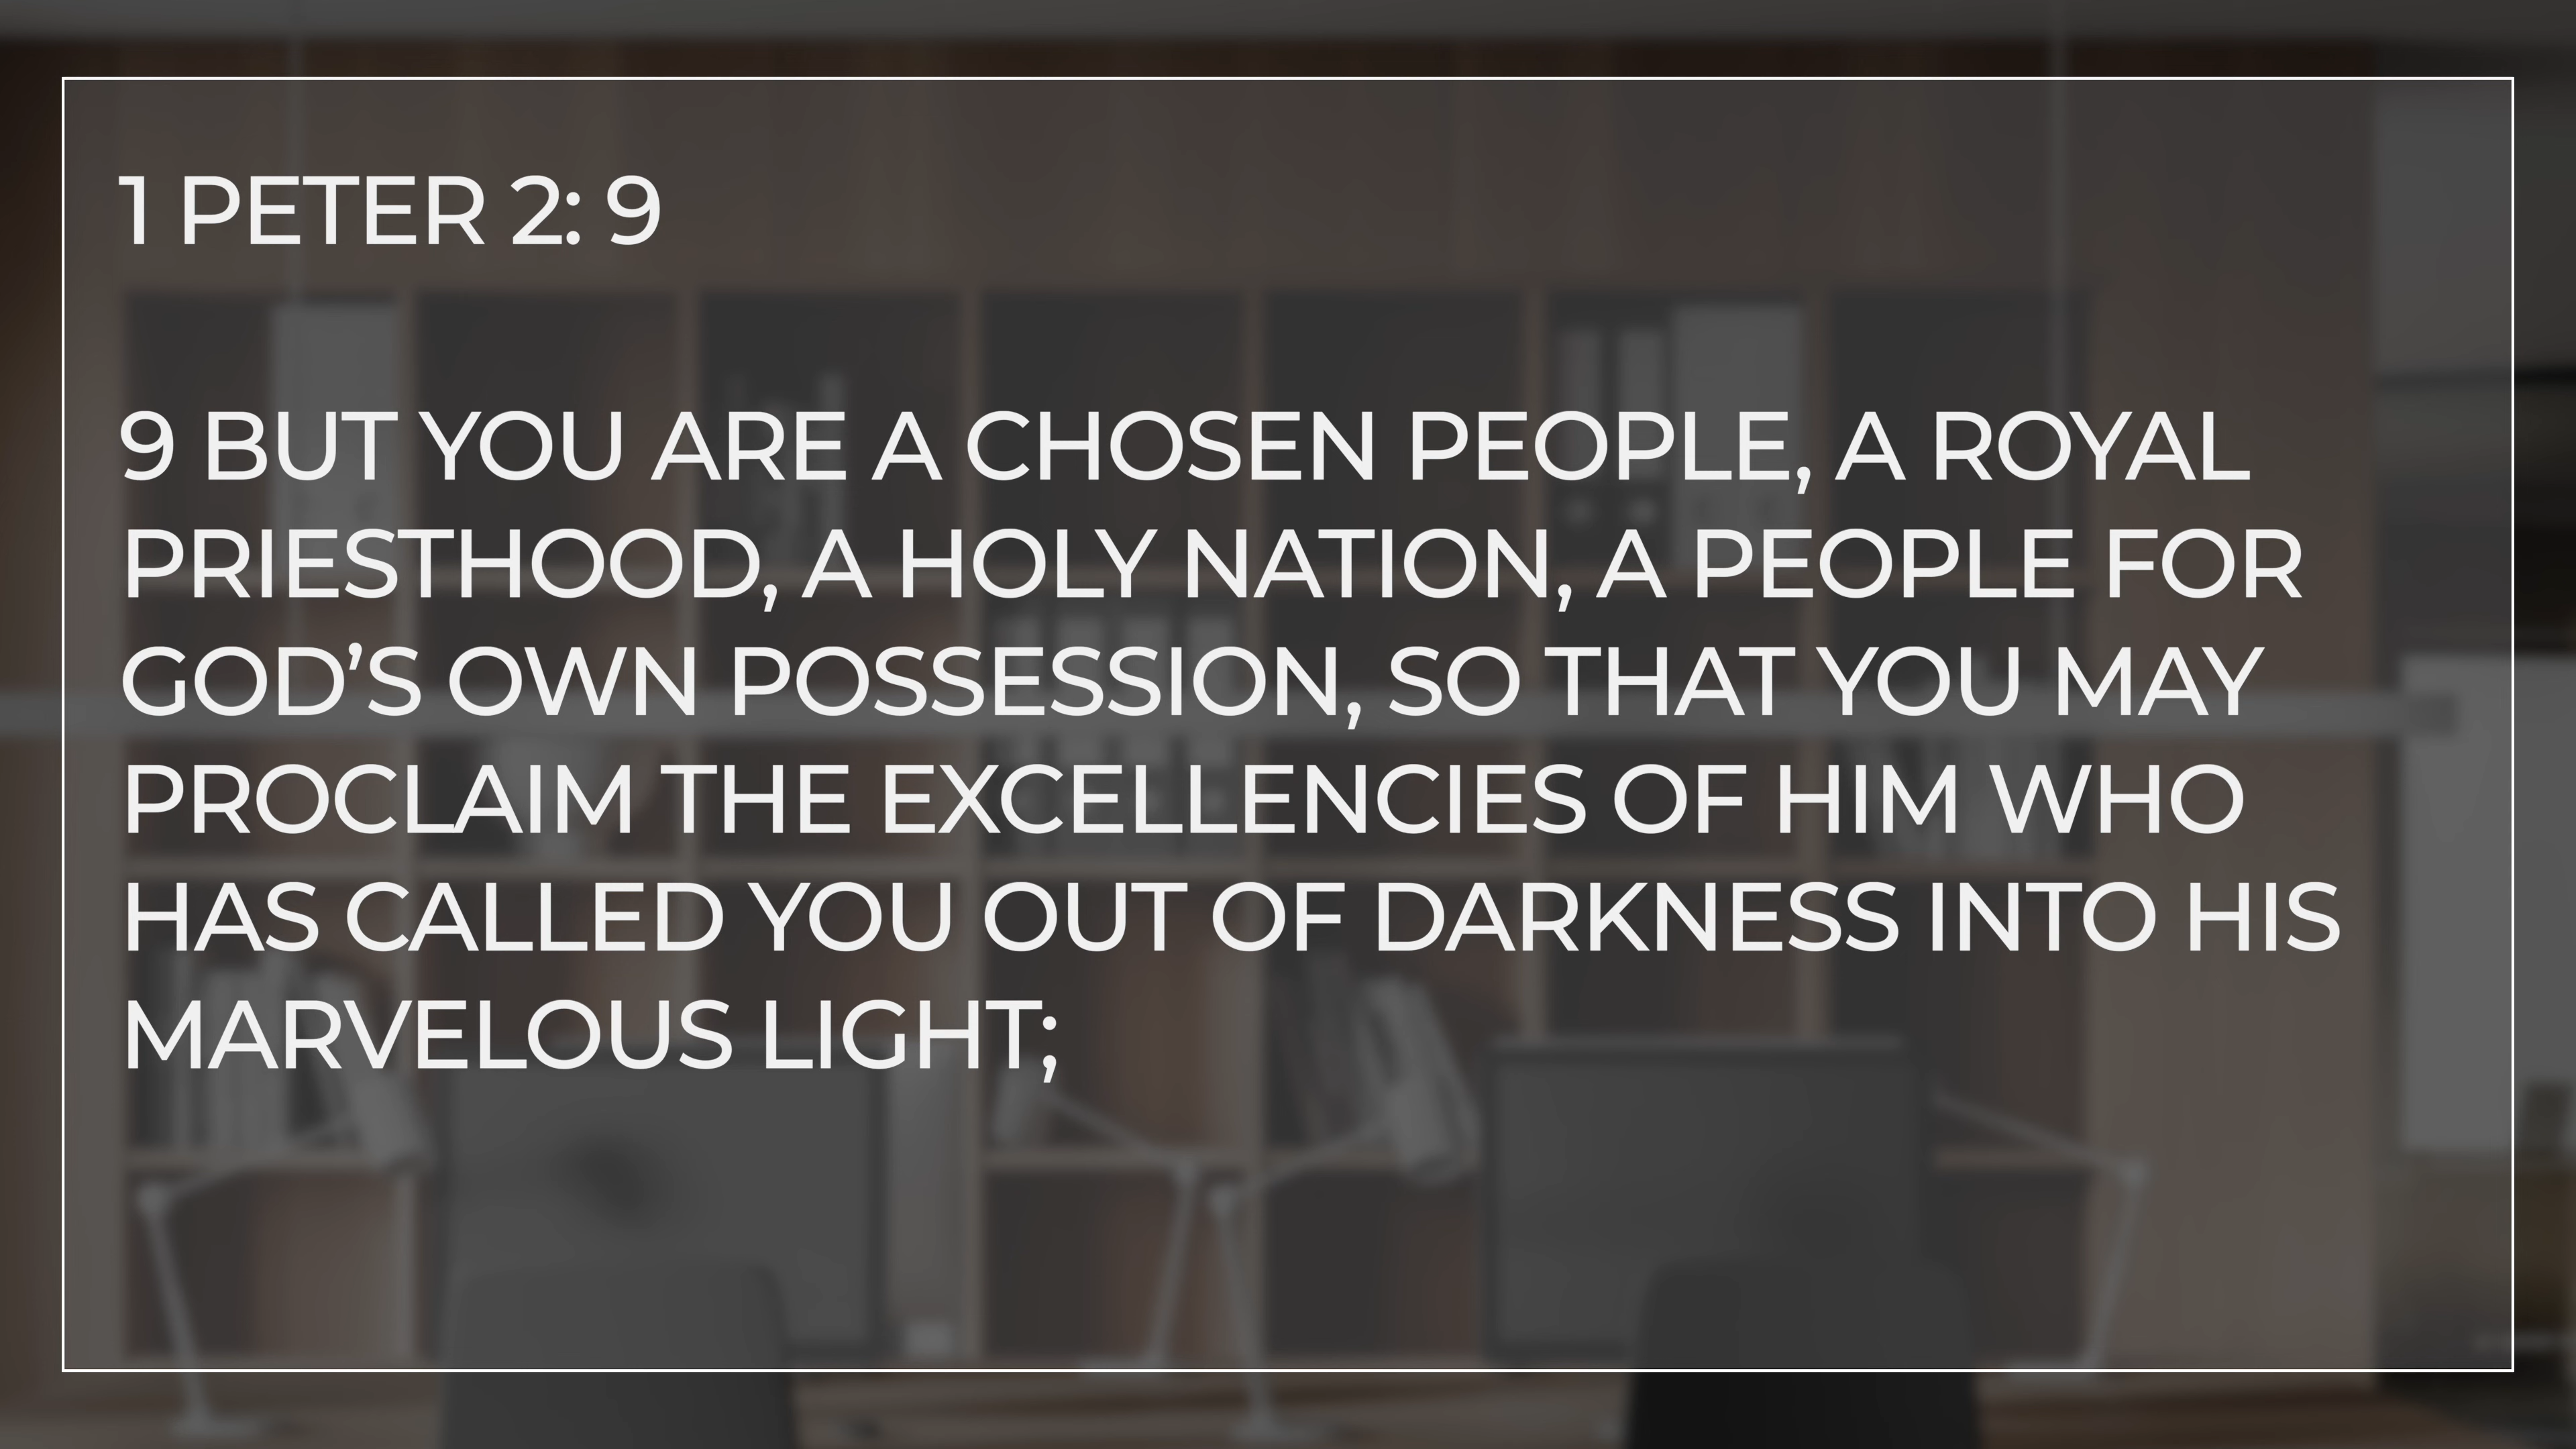 1 PETER 2: 9
9 BUT YOU ARE A CHOSEN PEOPLE, A ROYAL
PRIESTHOOD, A HOLY NATION, A PEOPLE FOR
GOD’S OWN POSSESSION, SO THAT YOU MAY
PROCLAIM THE EXCELLENCIES OF HIM WHO
HAS CALLED YOU OUT OF DARKNESS INTO HIS
MARVELOUS LIGHT;